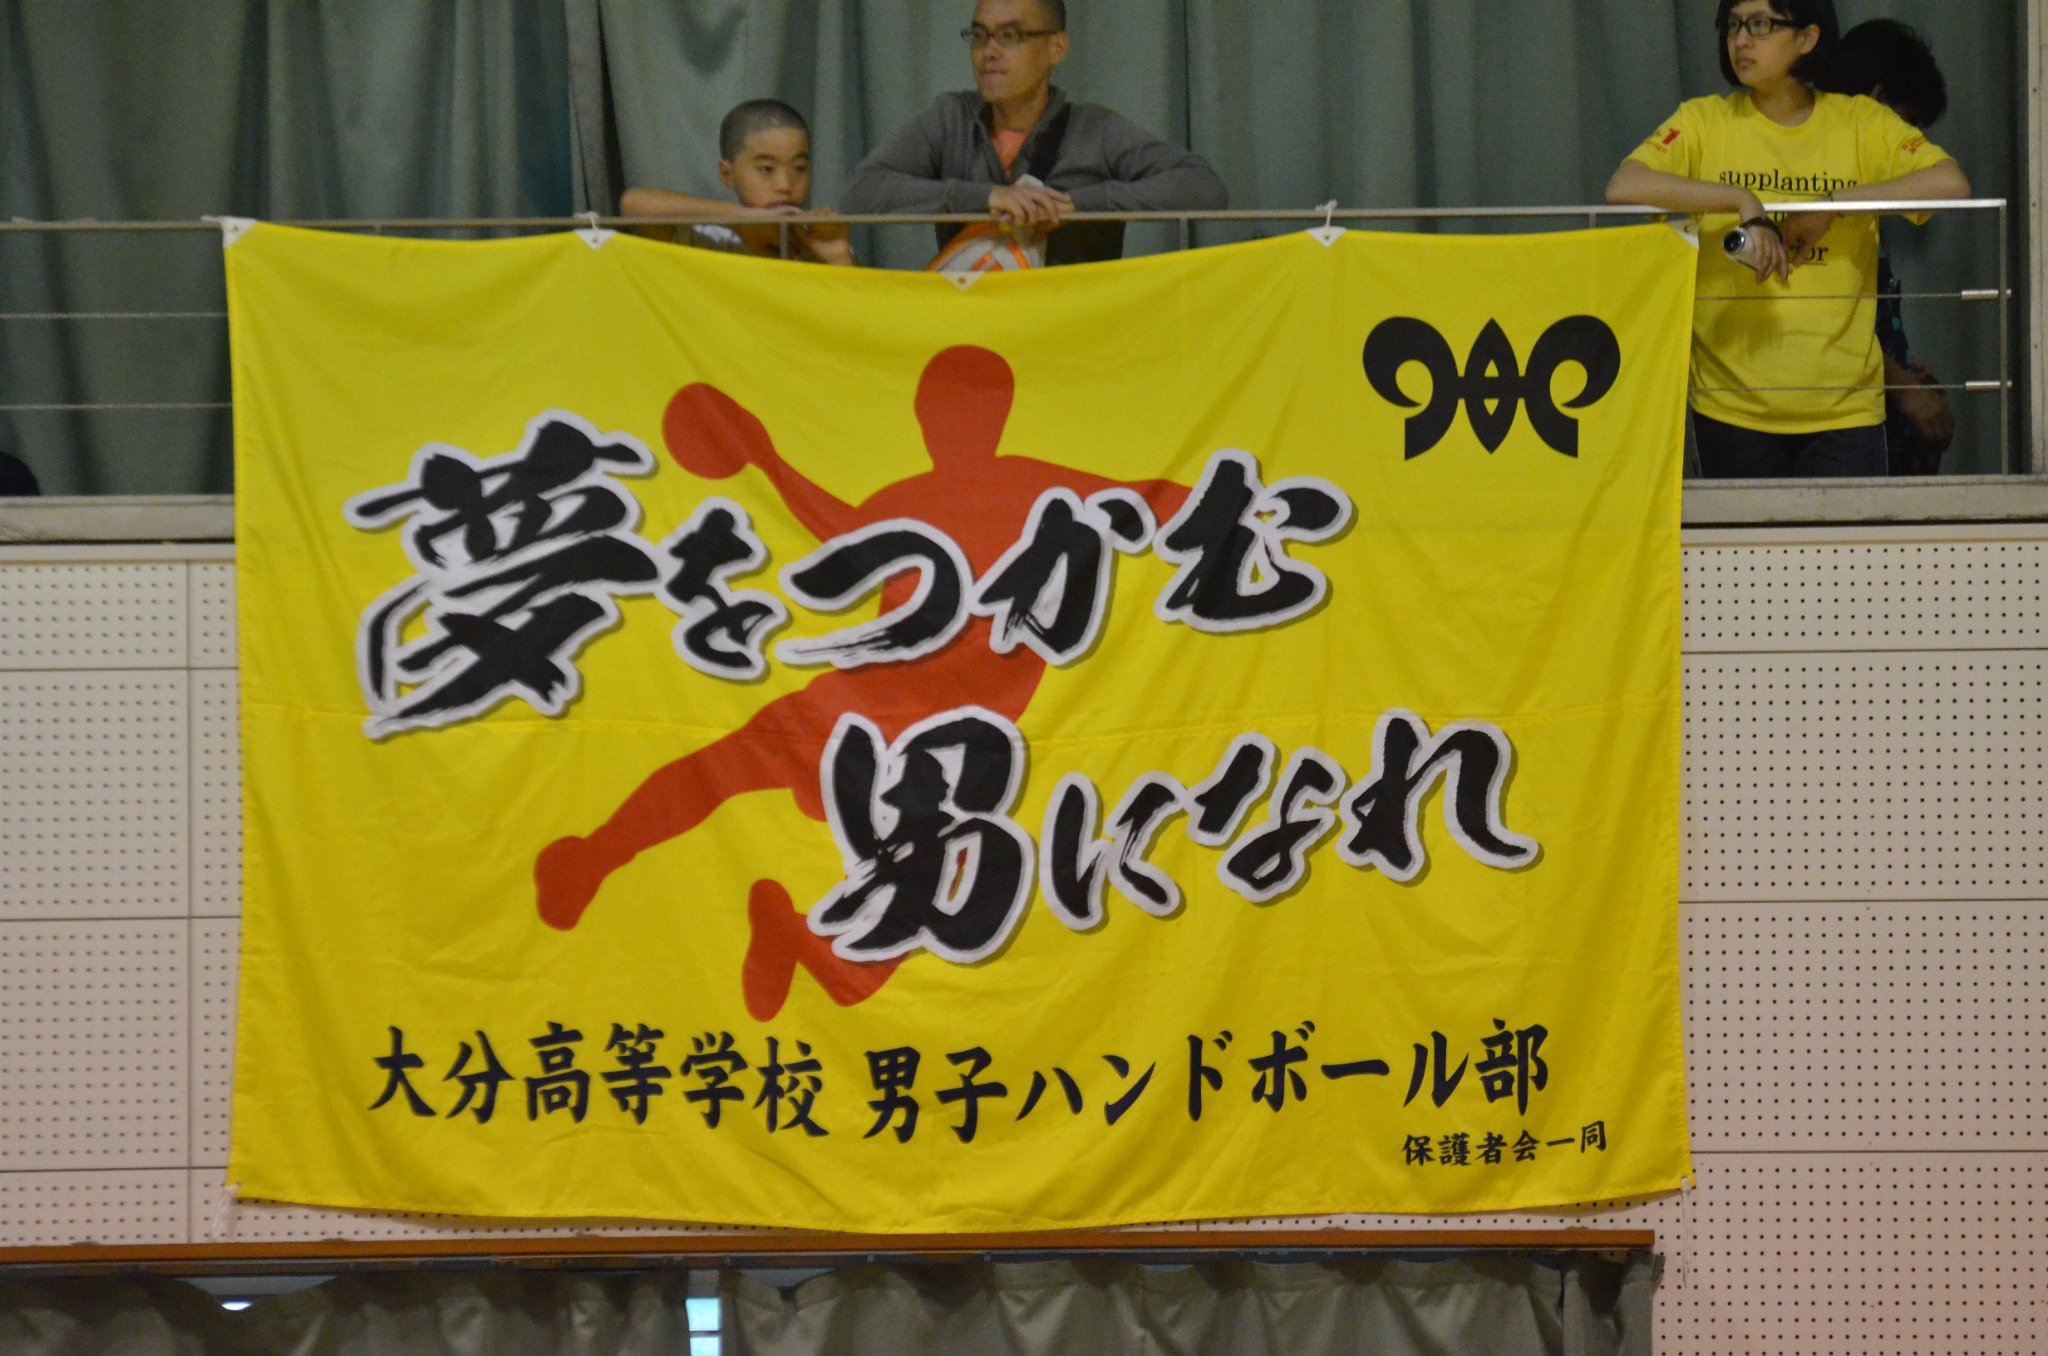 supplanting
夢をつかむ
男になれ
大分高等学校 男子ハンドボール部
保護者会一同